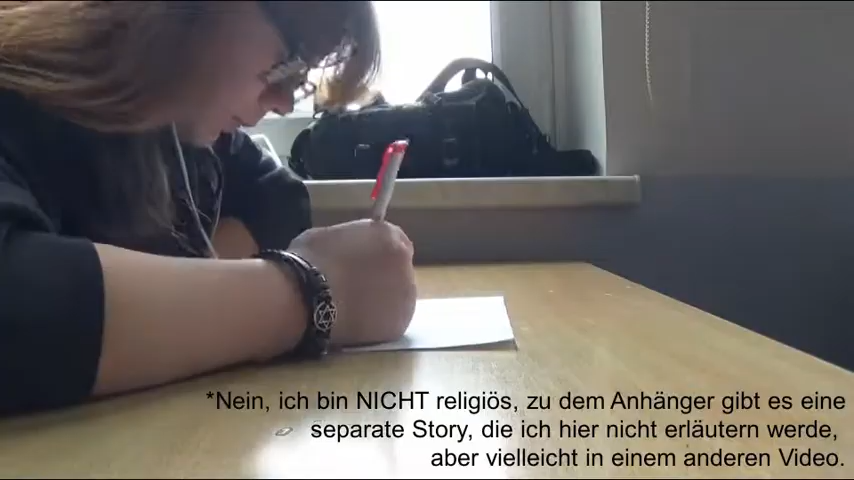 *Nein, ich bin NICHT religiös, zu dem Anhänger gibt es eine
separate Story, die ich hier nicht erläutern werde,
aber vielleicht in einem anderen Video.